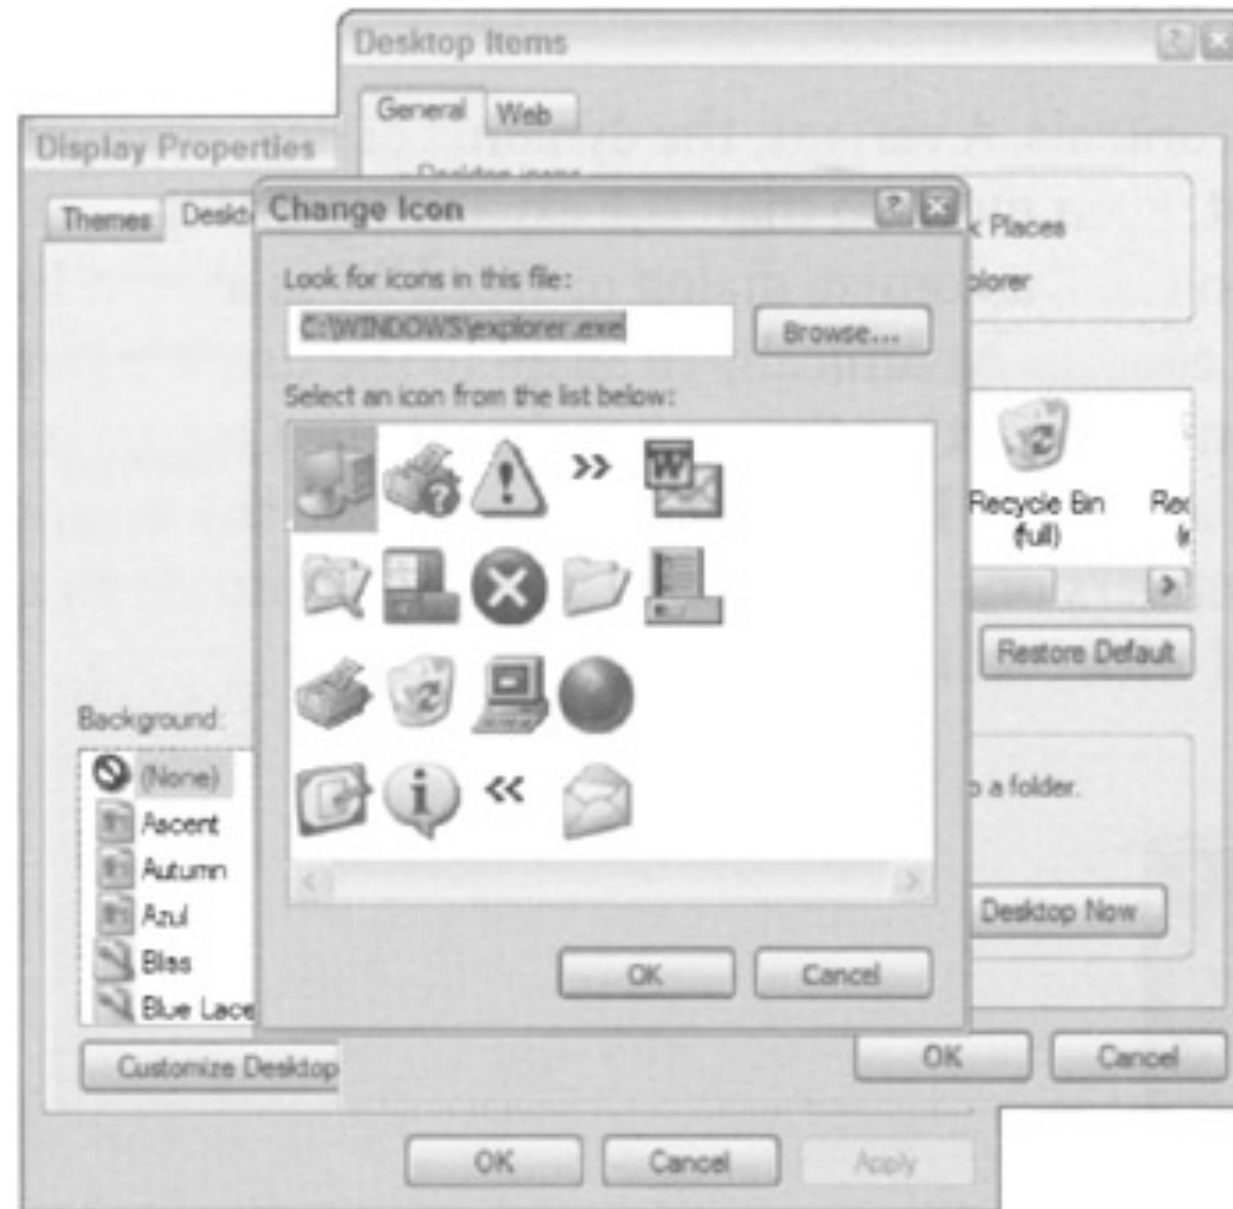 Desktop Items
General Web
Display Properties
Desktop icons
Themes
Change Icon
k Places
Look for icons in this file:
plorer
C:\WINDOWS\explorer.exe
Browse...
Select an icon from the list below:
W
Recycle Bin
(full)
Restore Default
Background:
(None)
o a folder.
Ascent
Autumn
Azul
Desktop Now
Bliss
OK Cancel
Blue Lace
Customize Desktop
OK Cancel
OK Cancel Apply